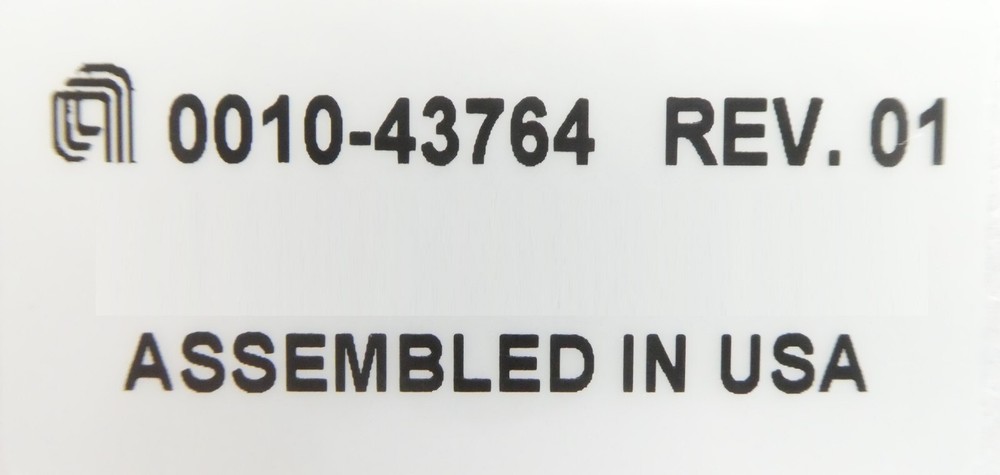 0010-43764 REV. 01
ASSEMBLED IN USA